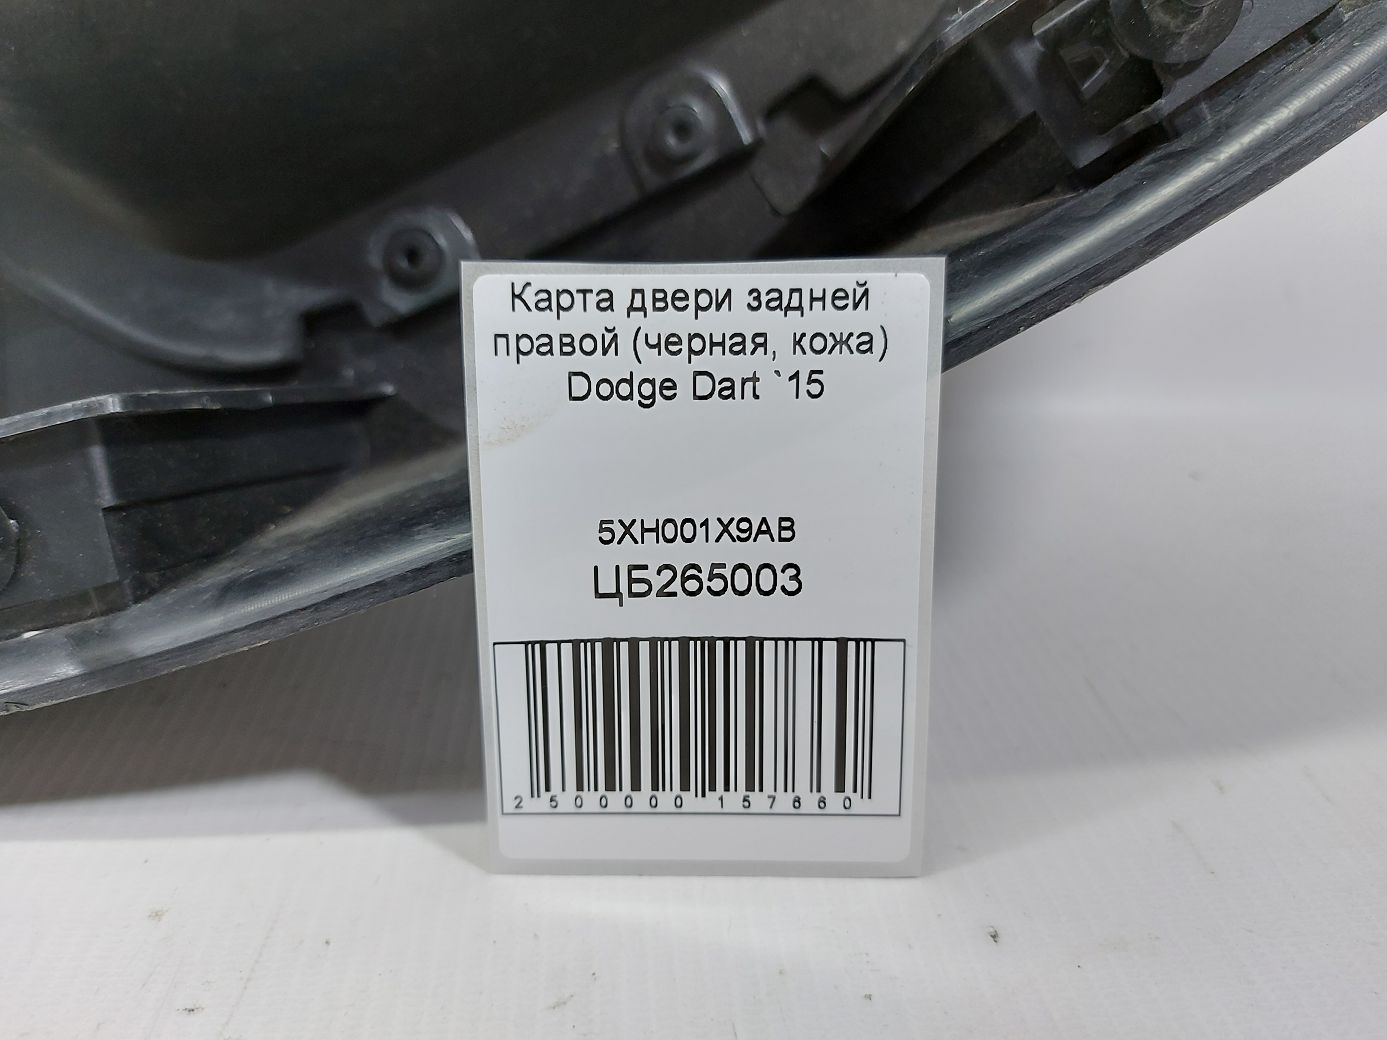 Карта двери задней
правой (черная, кожа)
Dodge Dart `15
5XH001X9AB
ЦБ265003
2 500000 157660